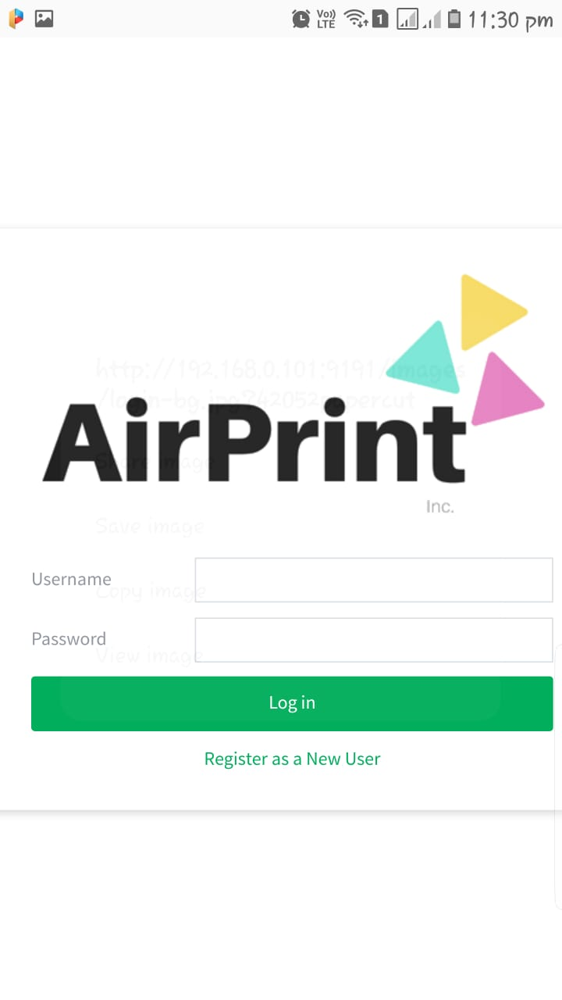 Vo))
LTE
1
11:30 pm
http://192.168.0.101:9191/images
/login-bg.jpg?42052
percut
AirPrint
Inc.
Share image
Save image
Username
Copy image
Password
View image
Log in
Register as a New User